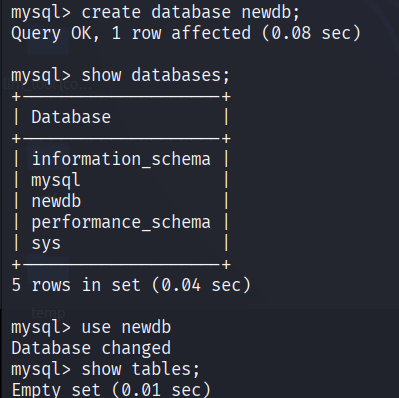 mysql> create database newdb;
Query OK, 1 row affected (0.08 sec)
mysql> show databases;
+--------------------+
| Database           |
+--------------------+
| information_schema |
| mysql              |
| newdb              |
| performance_schema |
| sys                |
+--------------------+
5 rows in set (0.04 sec)
temp
mysql> use newdb
Database changed
mysql> show tables;
Empty set (0.01 sec)